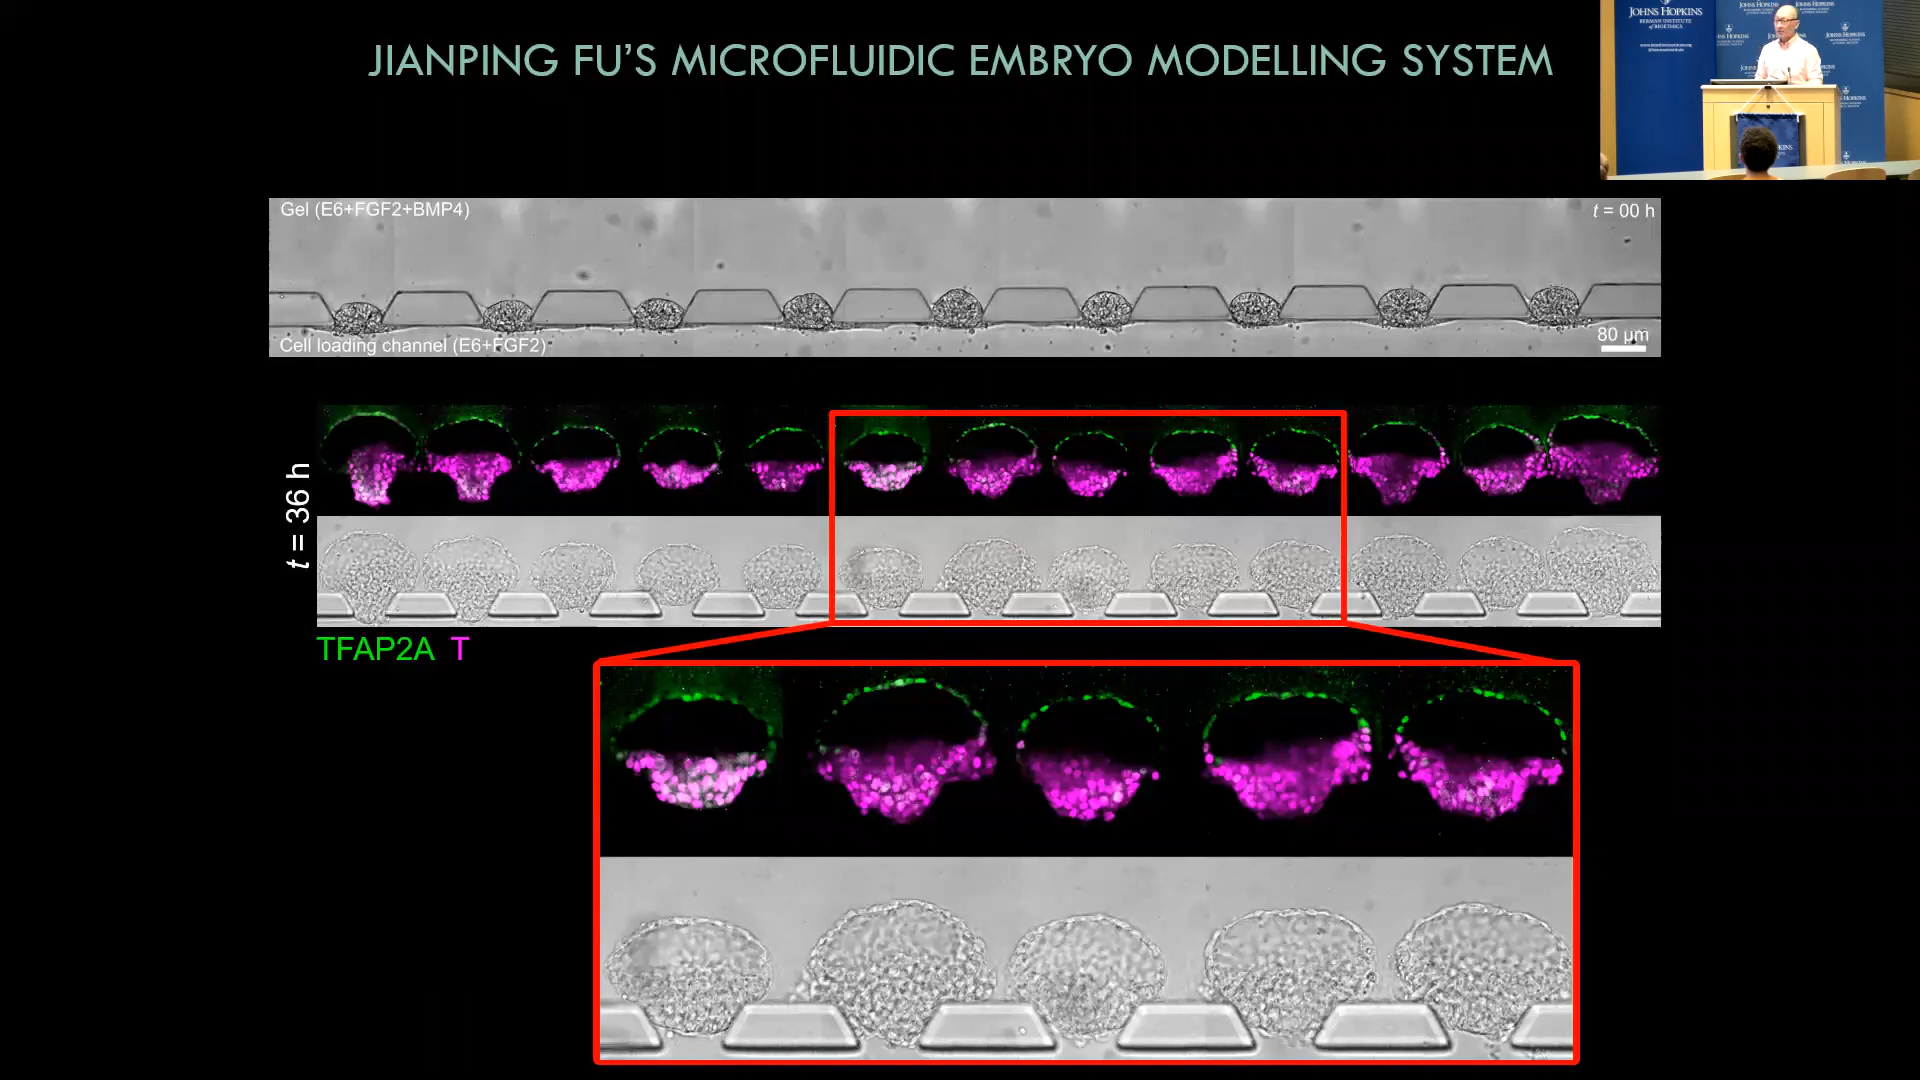 JIANPING FU'S MICROFLUIDIC EMBRYO MODELLING SYSTEM
JOHNS HOPKINS
BERMAN INSTITUTE
of BIOETHICS
Gel (E6+FGF2+BMP4)
t = 00 h
Cell loading channel (E6+FGF2)
80 μm
t = 36 h
TFAP2A T